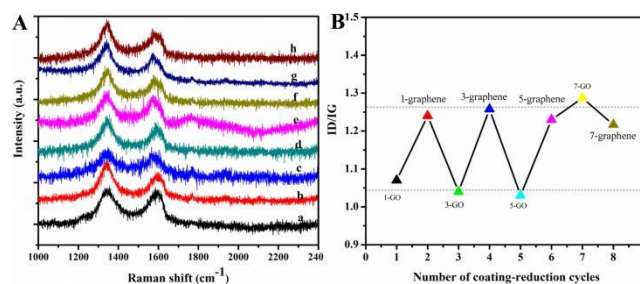 A
Intensity (a.u.)
h
g
f
e
d
c
b
a
1000 1200 1400 1600 1800 2000 2200 240
Raman shift (cm-1)
B
ID/IG
1.5
1.4
1.3
1.2
1.1
1.0
0.9
1-GO
1-graphene
3-GO
3-graphene
5-GO
5-graphene
7-GO
7-graphene
0 1 2 3 4 5 6 7 8 9
Number of coating-reduction cycles